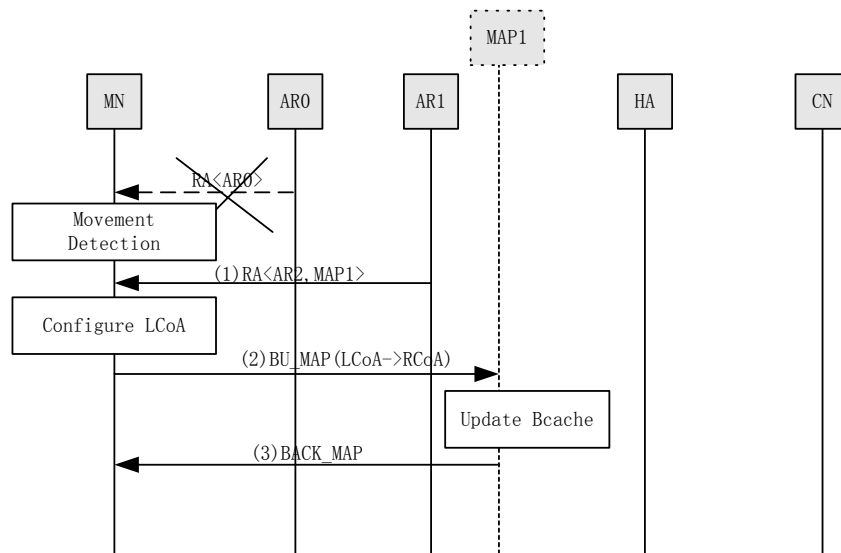 MAP1
MN
AR0
AR1
HA
CN
RA<AR0>
Movement
Detection
(1)RA<AR2,MAP1>
Configure LCoA
(2)BU_MAP(LCoA->RCoA)
Update Bcache
(3)BACK_MAP